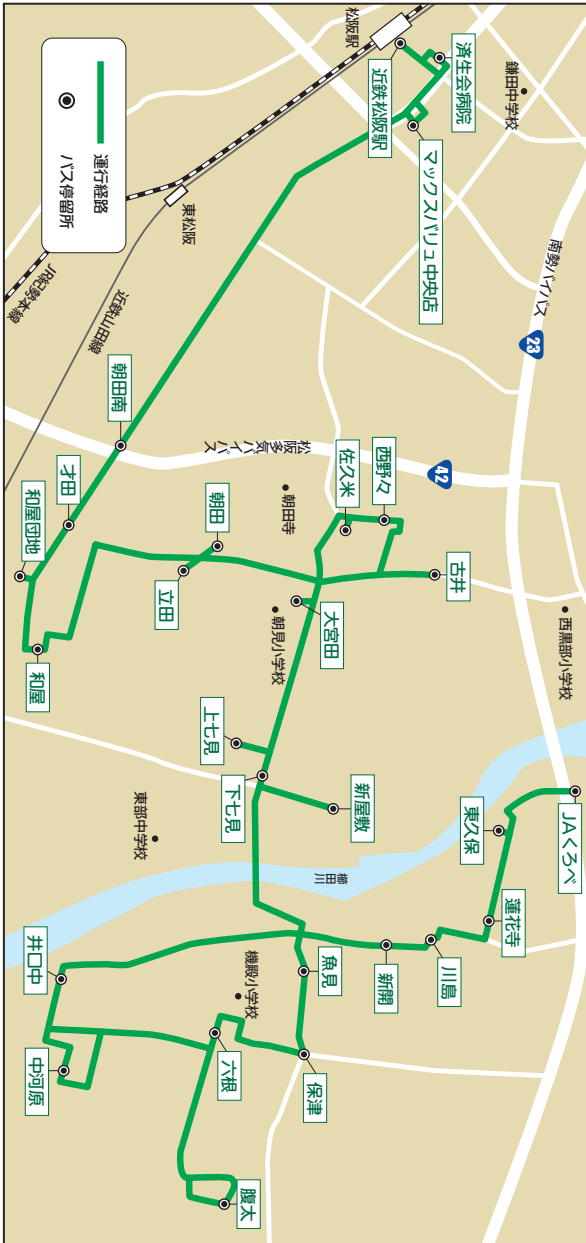 松阪駅
済生会病院
鎌田中学校
近鉄松阪駅
マックスバリュ中央店
運行経路
バス停留所
東松阪
JR紀勢本線
近鉄山田線
南勢バイパス
23
42
松阪多気バイパス
朝田南
才田
和屋団地
和屋
朝田
立田
朝田寺
佐久米
西野々
古井
西黒部小学校
大宮田
朝見小学校
上七見
下七見
新屋敷
東部中学校
櫛田川
JAくろべ
東久保
蓮花寺
川島
新開
魚見
機殿小学校
井口中
中河原
六根
保津
腹太